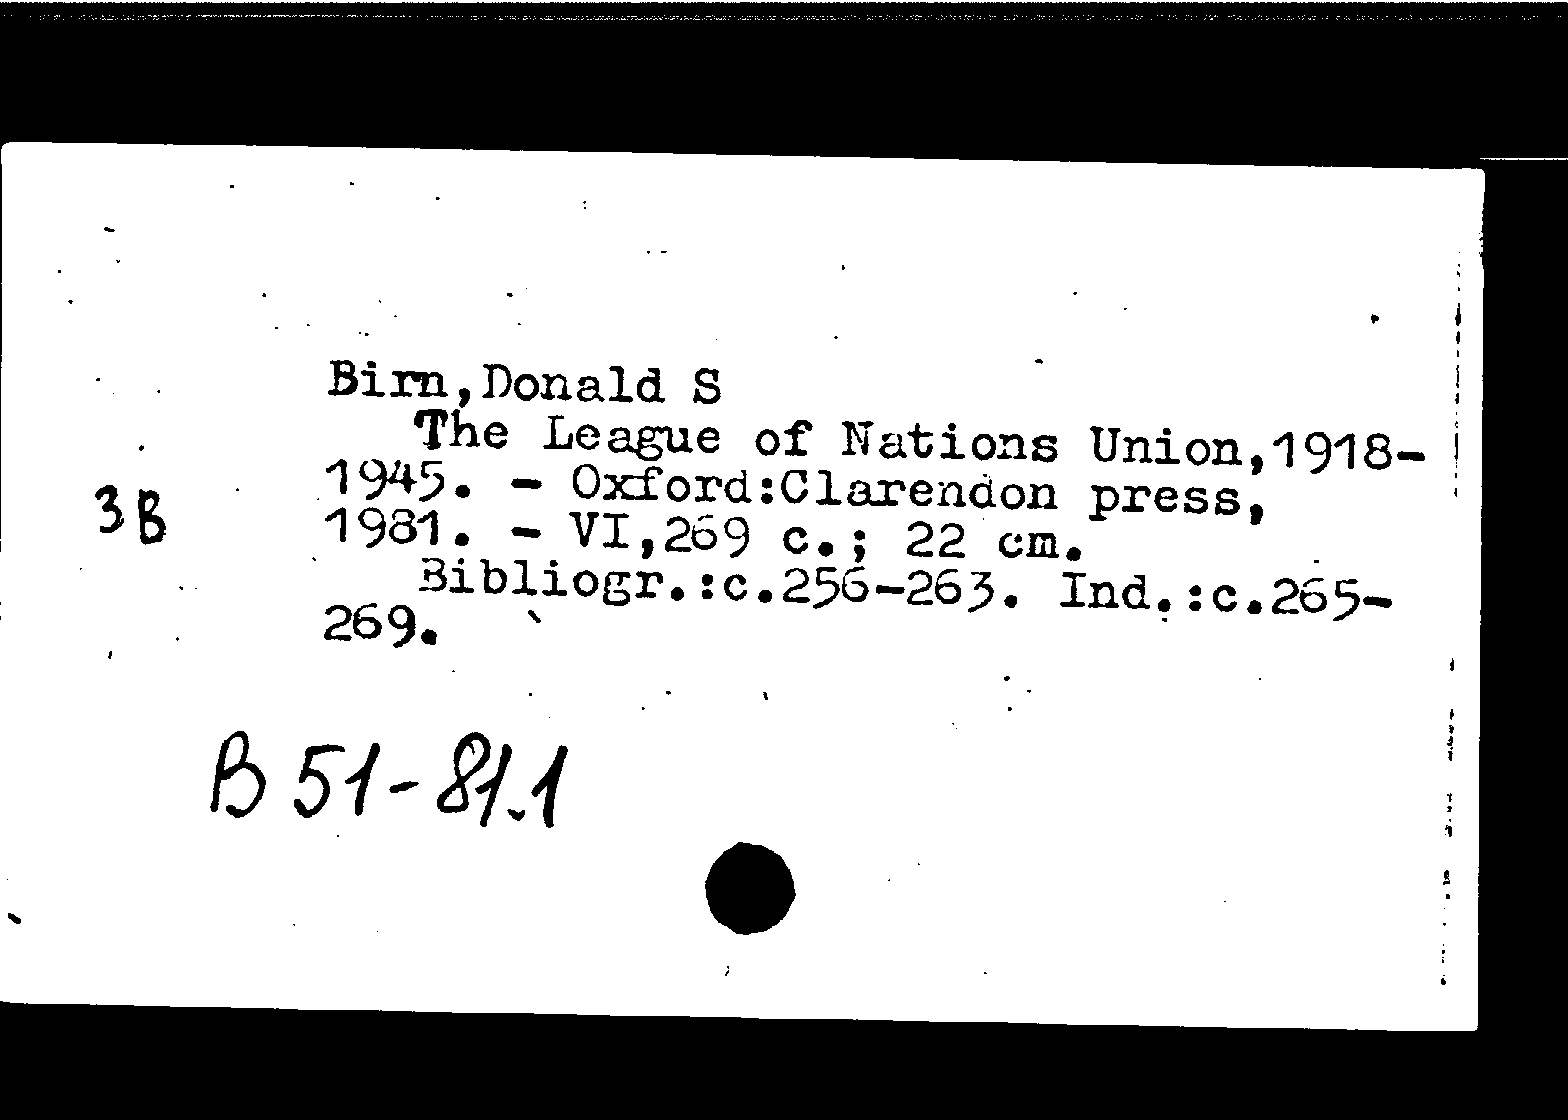 Birn,Donald S
The League of Nations Union,1918-
1945. - Oxford:Clarendon press,
3B
1981. - VI,269 c.; 22 cm.
Bibliogr.:c.256-263. Ind.:c.265-
269.
B 51-81.1